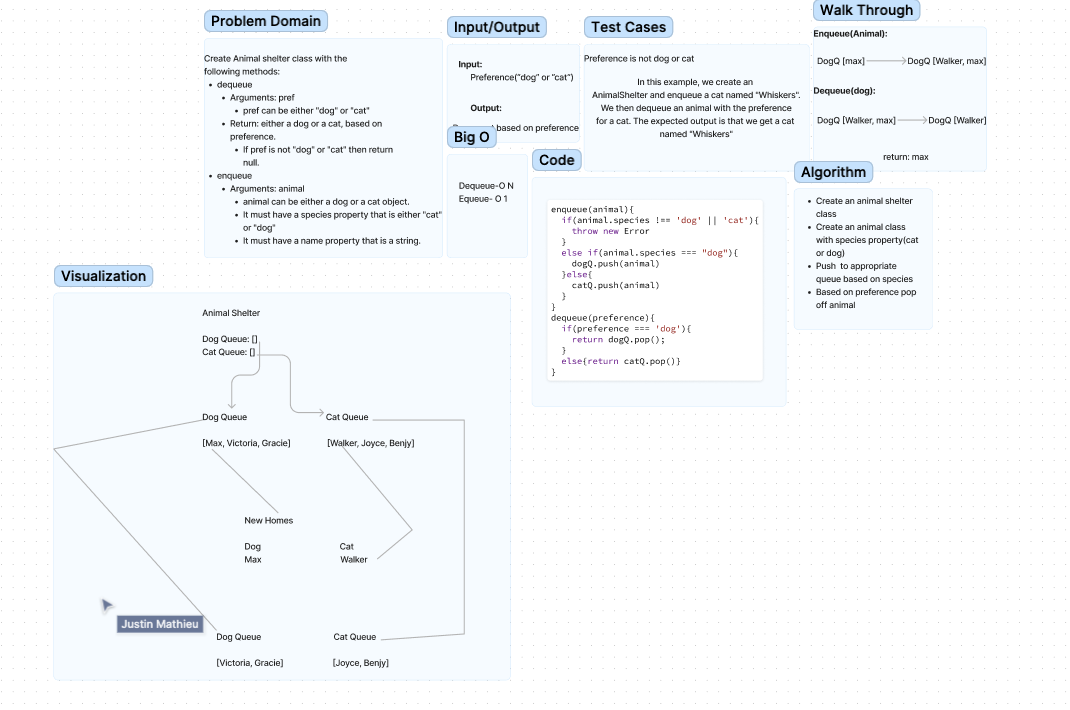 Problem Domain
Create Animal shelter class with the
following methods:
• dequeue
• Arguments: pref
• pref can be either "dog" or "cat"
• Return: either a dog or a cat, based on
preference.
• If pref is not "dog" or "cat" then return
null.
• enqueue
• Arguments: animal
• animal can be either a dog or a cat object.
• It must have a species property that is either "cat"
or "dog"
• It must have a name property that is a string.
Input/Output
Input:
Preference("dog" or "cat")
Output:
based on preference
Big O
Dequeue-O N
Equeue- O 1
Test Cases
Preference is not dog or cat
In this example, we create an
AnimalShelter and enqueue a cat named "Whiskers".
We then dequeue an animal with the preference
for a cat. The expected output is that we get a cat
named "Whiskers"
Walk Through
Enqueue(Animal):
DogQ [max] DogQ [Walker, max]
Dequeue(dog):
DogQ [Walker, max] DogQ [Walker]
return: max
Code
enqueue(animal){
if(animal.species !== 'dog' || 'cat'){
throw new Error
}
else if(animal.species === "dog"){
dogQ.push(animal)
}else{
catQ.push(animal)
}
}
dequeue(preference){
if(preference === 'dog'){
return dogQ.pop();
}
else{return catQ.pop()}
}
Algorithm
• Create an animal shelter
class
• Create an animal class
with species property(cat
or dog)
• Push to appropriate
queue based on species
• Based on preference pop
off animal
Visualization
Animal Shelter
Dog Queue: []
Cat Queue: []
Dog Queue Cat Queue
[Max, Victoria, Gracie] [Walker, Joyce, Benjy]
New Homes
Dog Cat
Max Walker
Justin Mathieu
Dog Queue Cat Queue
[Victoria, Gracie] [Joyce, Benjy]